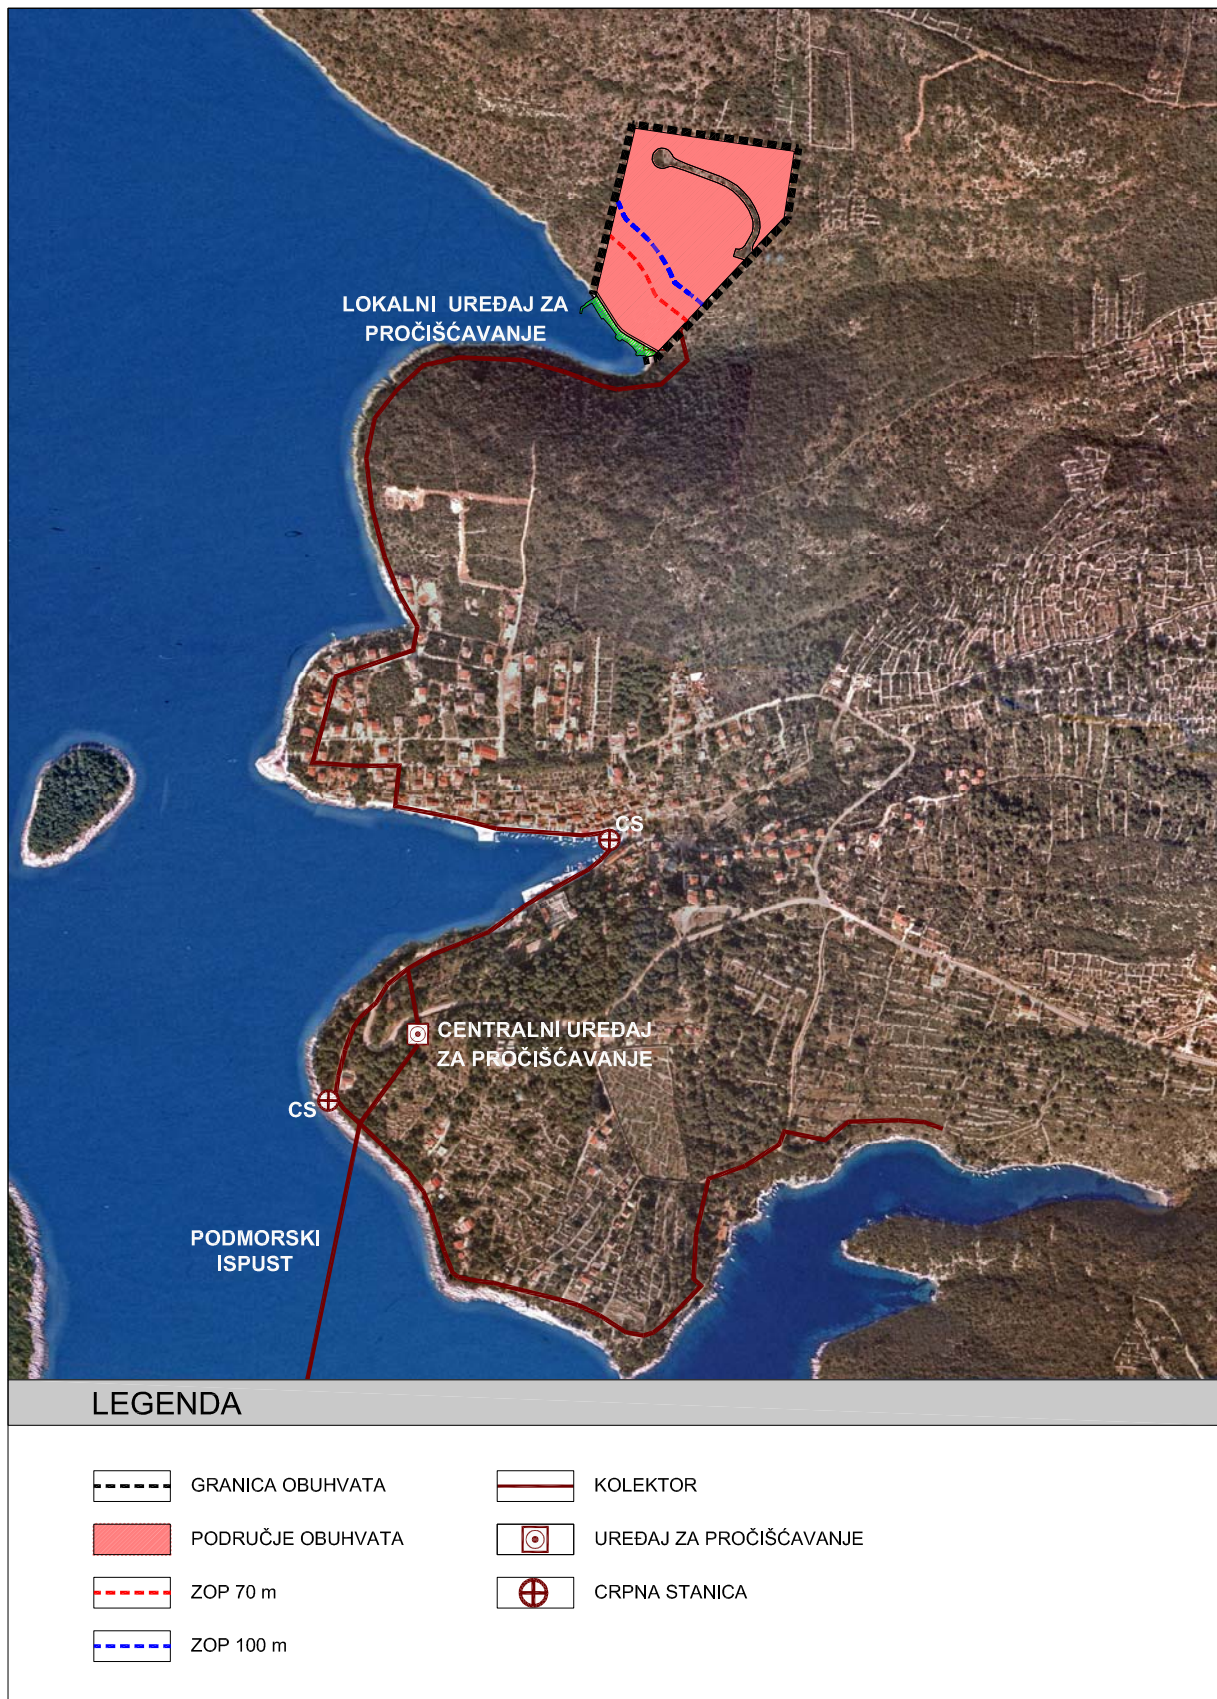 LOKALNI UREĐAJ ZA
PROČIŠĆAVANJE
CS
CENTRALNI UREĐAJ
ZA PROČIŠĆAVANJE
CS
PODMORSKI
ISPUST
LEGENDA
GRANICA OBUHVATA
PODRUČJE OBUHVATA
ZOP 70 m
ZOP 100 m
KOLEKTOR
UREĐAJ ZA PROČIŠĆAVANJE
CRPNA STANICA